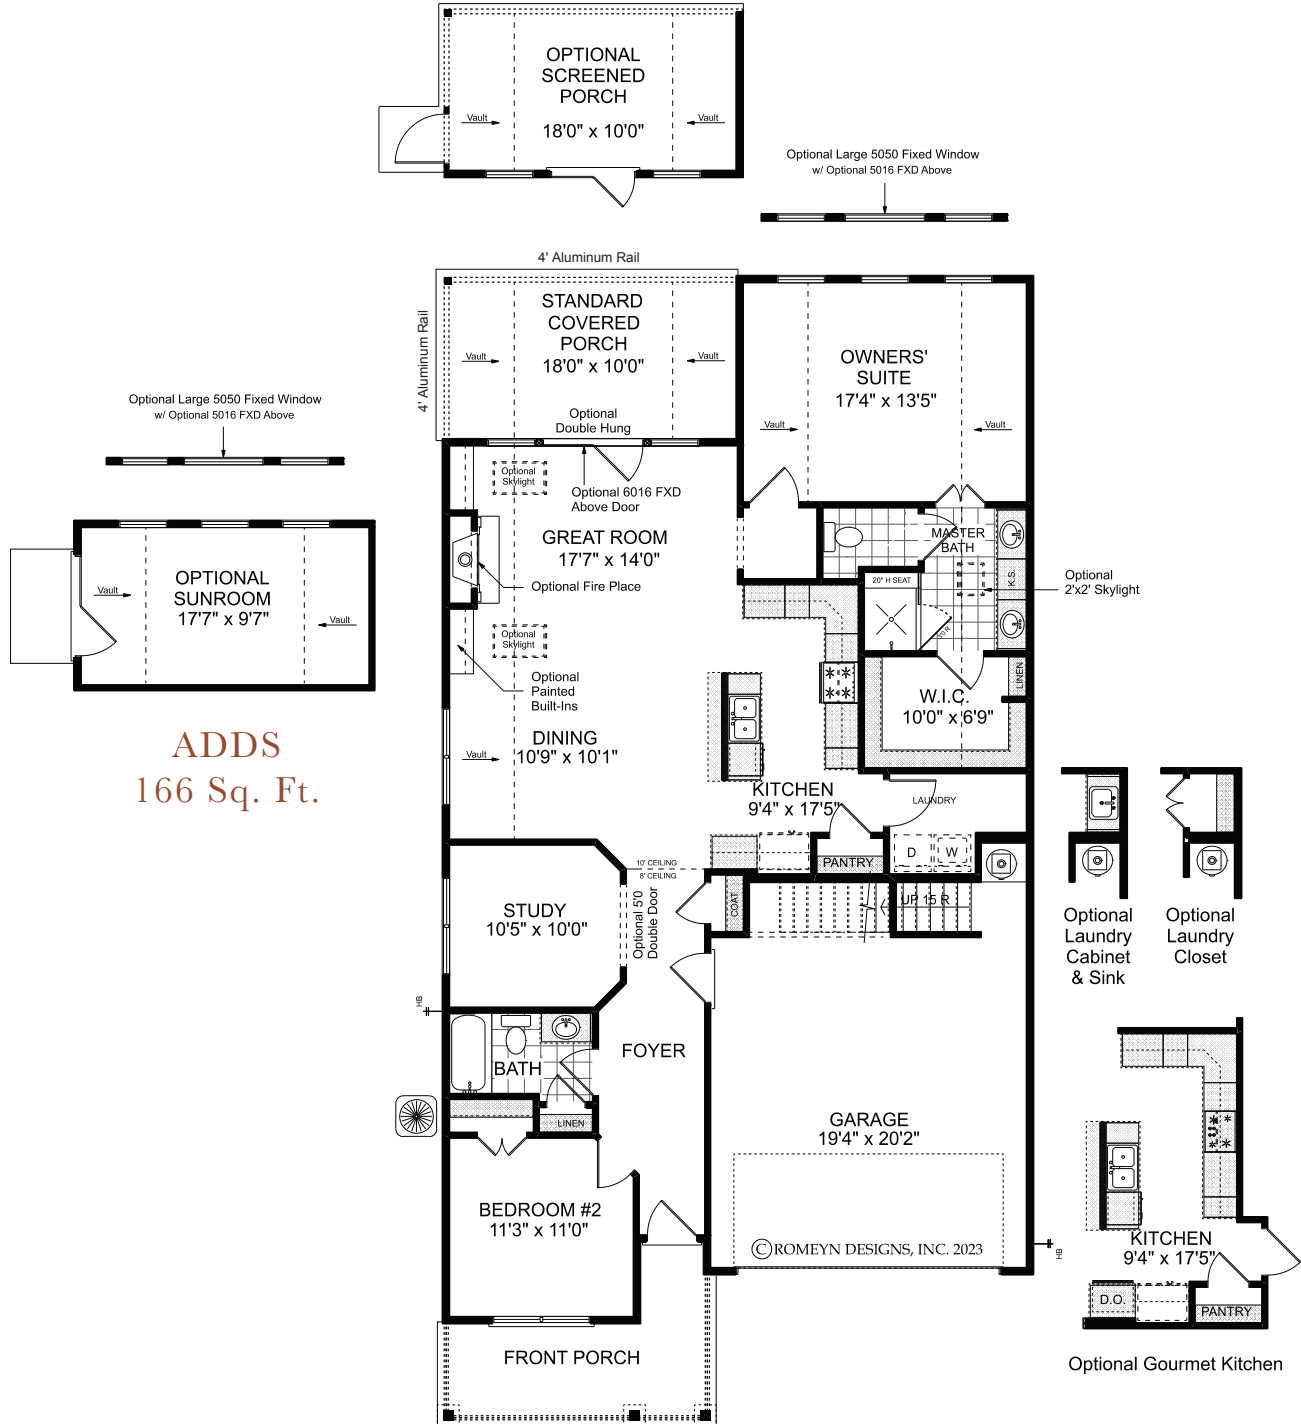 OPTIONAL
SCREENED
PORCH
18'0" x 10'0"
Vault
Vault
Optional Large 5050 Fixed Window
w/ Optional 5016 FXD Above
4' Aluminum Rail
4' Aluminum Rail
STANDARD
COVERED
PORCH
18'0" x 10'0"
Vault
Vault
Optional
Double Hung
OWNERS'
SUITE
17'4" x 13'5"
Vault
Vault
Optional Large 5050 Fixed Window
w/ Optional 5016 FXD Above
OPTIONAL
SUNROOM
17'7" x 9'7"
Vault
Vault
ADDS
166 Sq. Ft.
Optional
Skylight
Optional 6016 FXD
Above Door
GREAT ROOM
17'7" x 14'0"
Optional Fire Place
Optional
Skylight
Optional
Painted
Built-Ins
MASTER
BATH
20" H SEAT
K.S.
Optional
2'x2' Skylight
LINEN
W.I.C.
10'0" x 6'9"
DINING
10'9" x 10'1"
Vault
KITCHEN
9'4" x 17'5"
LAUNDRY
D
W
PANTRY
10' CEILING
8' CEILING
COAT
UP 15 R
STUDY
10'5" x 10'0"
Optional 5'0
Double Door
HB
BATH
LINEN
FOYER
GARAGE
19'4" x 20'2"
BEDROOM #2
11'3" x 11'0"
© ROMEYN DESIGNS, INC. 2023
HB
FRONT PORCH
Optional
Laundry
Cabinet
& Sink
Optional
Laundry
Closet
KITCHEN
9'4" x 17'5"
D.O.
PANTRY
Optional Gourmet Kitchen